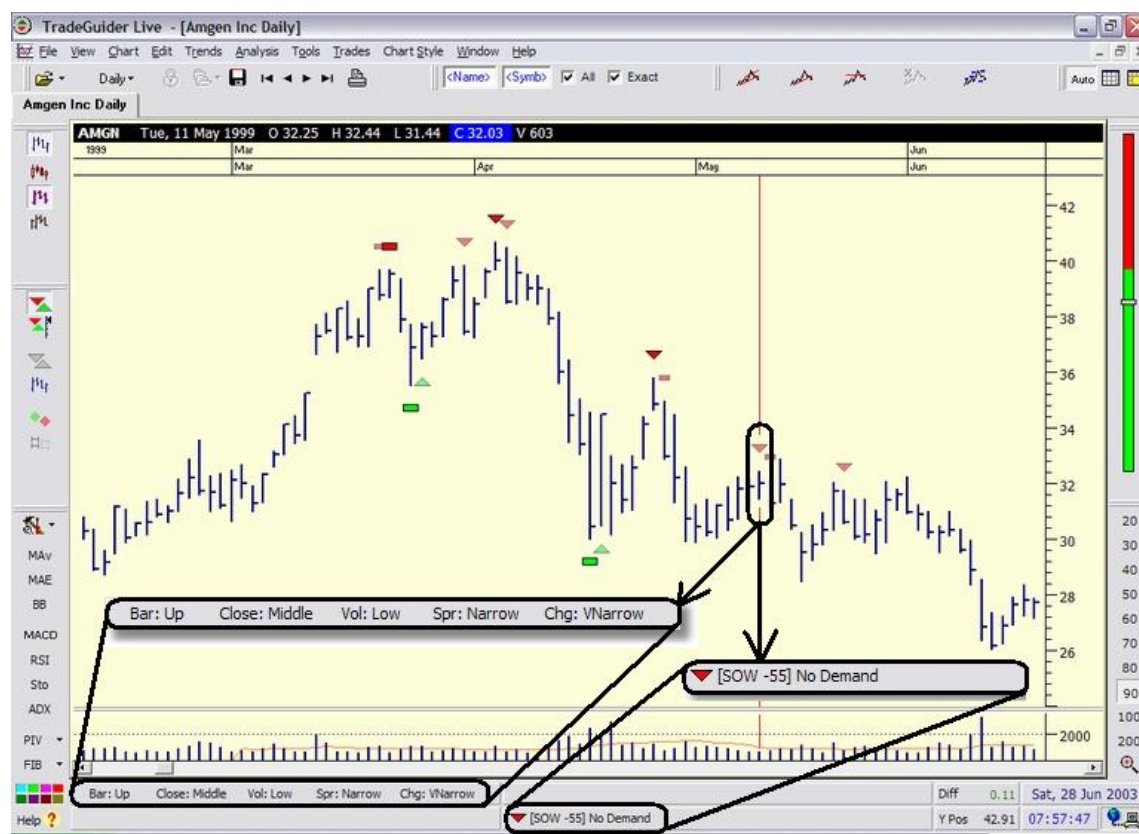 TradeGuider Live - [Amgen Inc Daily]
File View Chart Edit Trends Analysis Tools Trades Chart Style Window Help
Daily <Name> <Symb> All Exact Auto
Amgen Inc Daily
AMGN Tue, 11 May 1999 O 32.25 H 32.44 L 31.44 C 32.03 V 603
1999 Mar Jun
Mar Apr May Jun
42
40
38
36
34
32
30
28
26
2000
MAv
MAE
BB
MACD
RSI
Sto
ADX
PIV
FIB
20
30
40
50
60
70
80
90
100
200
Bar: Up Close: Middle Vol: Low Spr: Narrow Chg: VNarrow
[SOW -55] No Demand
Bar: Up Close: Middle Vol: Low Spr: Narrow Chg: VNarrow Diff 0.11 Sat, 28 Jun 2003
Help ? [SOW -55] No Demand Y Pos 42.91 07:57:47